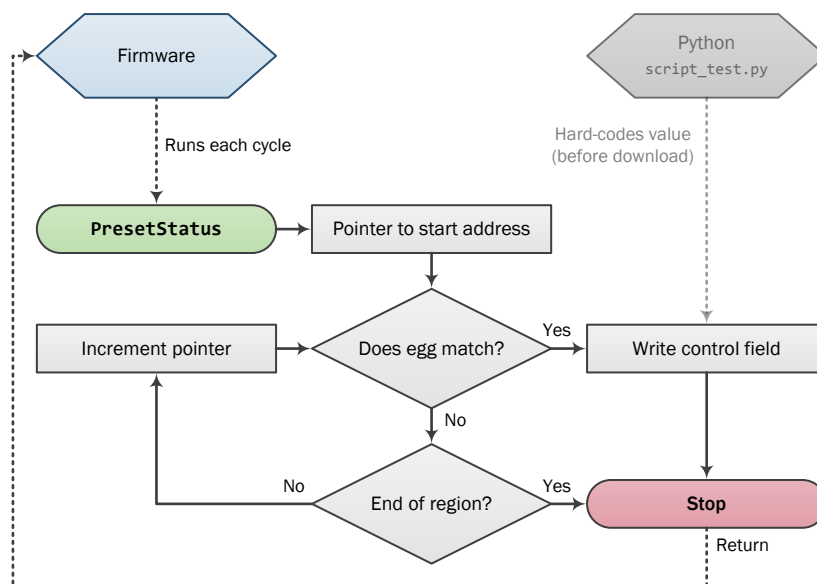 Firmware
Python
script_test.py
Runs each cycle
Hard-codes value
(before download)
PresetStatus
Pointer to start address
Increment pointer
Does egg match?
Yes
Write control field
No
No
End of region?
Yes
Stop
Return